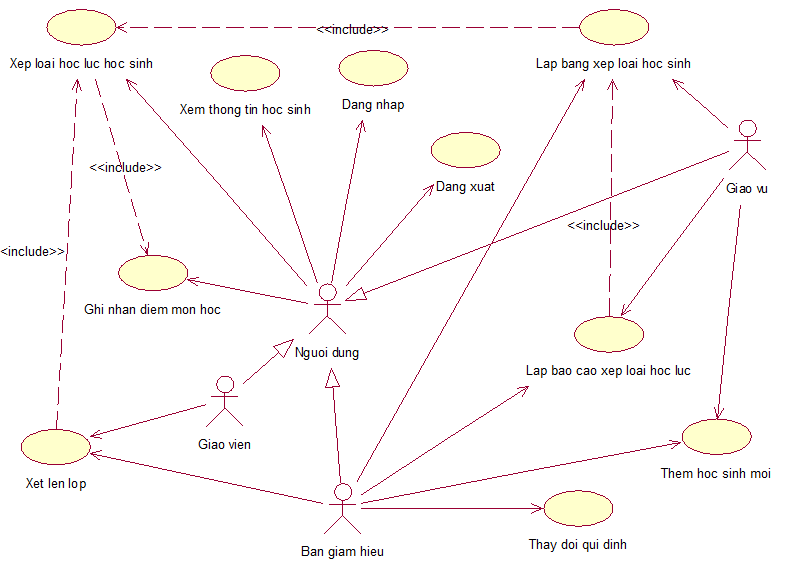 <<include>>
Xep loai hoc luc hoc sinh
Lap bang xep loai hoc sinh
Xem thong tin hoc sinh
Dang nhap
<<include>>
Dang xuat
Giao vu
<<include>>
<include>>
Ghi nhan diem mon hoc
Nguoi dung
Lap bao cao xep loai hoc luc
Giao vien
Xet len lop
Them hoc sinh moi
Ban giam hieu
Thay doi qui dinh